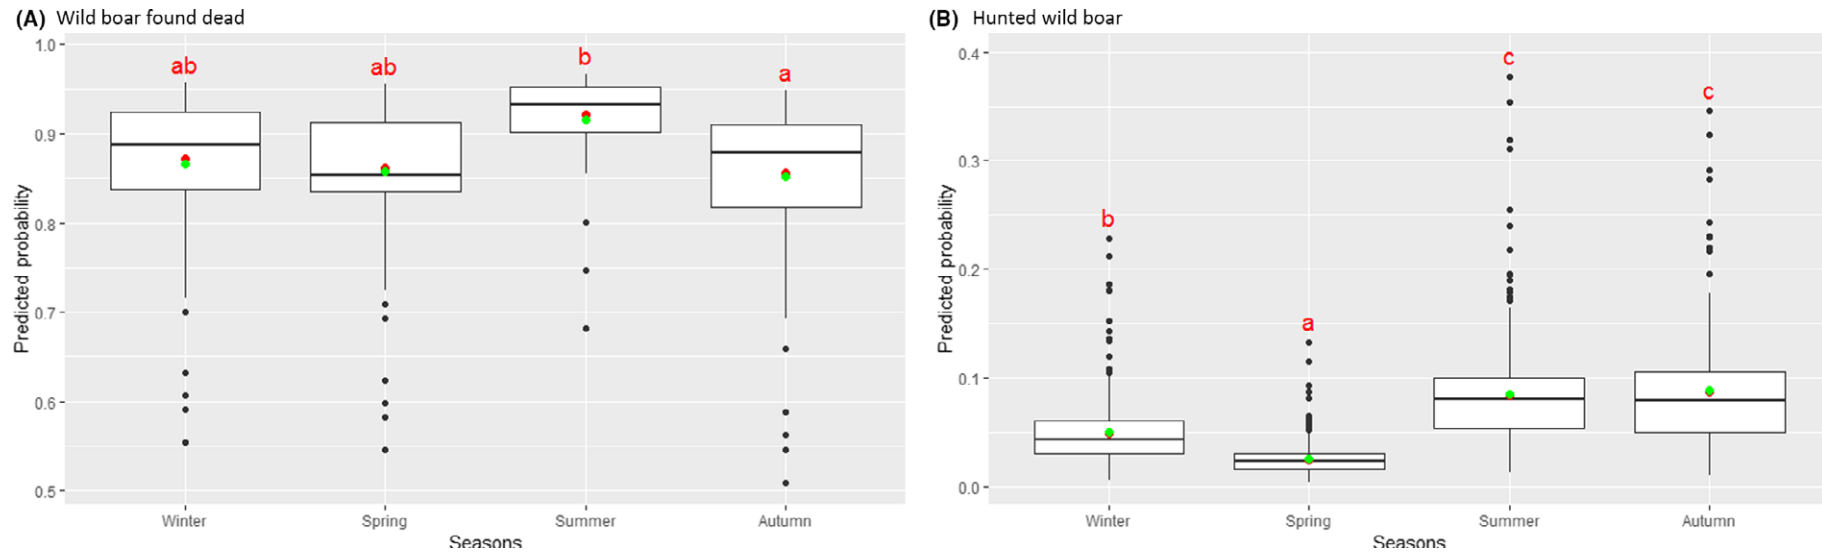 (A) Wild boar found dead
Predicted probability
1.0
0.9
0.8
0.7
0.6
0.5
ab
ab
b
a
Winter
Spring
Summer
Autumn
Seasons
(B) Hunted wild boar
Predicted probability
0.4
0.3
0.2
0.1
0.0
b
a
c
c
Winter
Spring
Summer
Autumn
Seasons